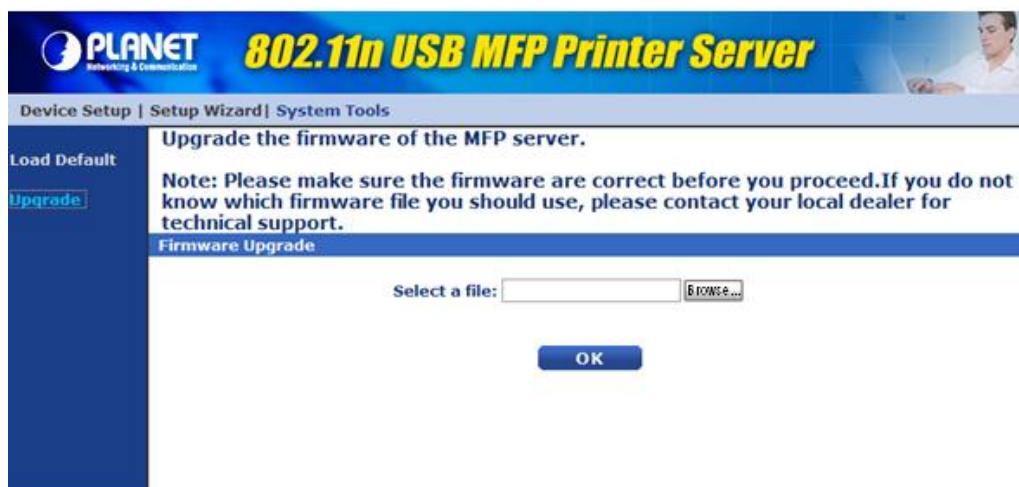 PLANET
Networking & Communication
802.11n USB MFP Printer Server
Device Setup | Setup Wizard| System Tools
Load Default
Upgrade
Upgrade the firmware of the MFP server.
Note: Please make sure the firmware are correct before you proceed.If you do not
know which firmware file you should use, please contact your local dealer for
technical support.
Firmware Upgrade
Select a file:
Browse...
OK